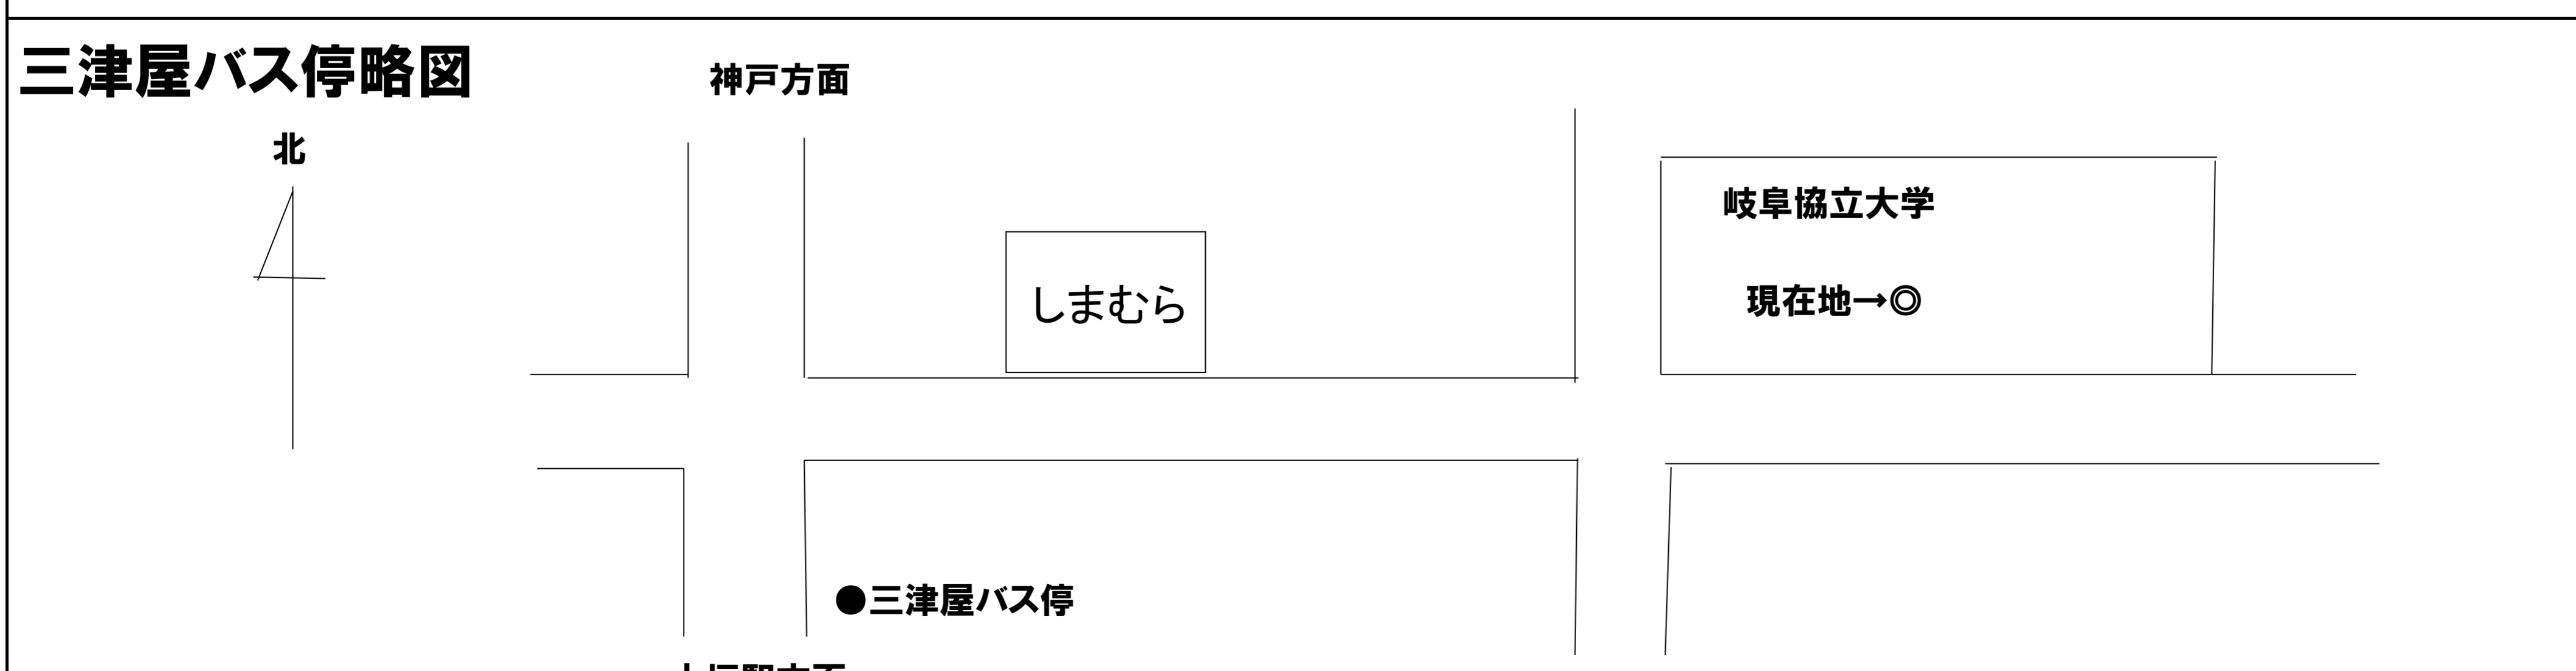 三津屋バス停略図
神戸方面
北
岐阜協立大学
現在地→◎
しまむら
●三津屋バス停